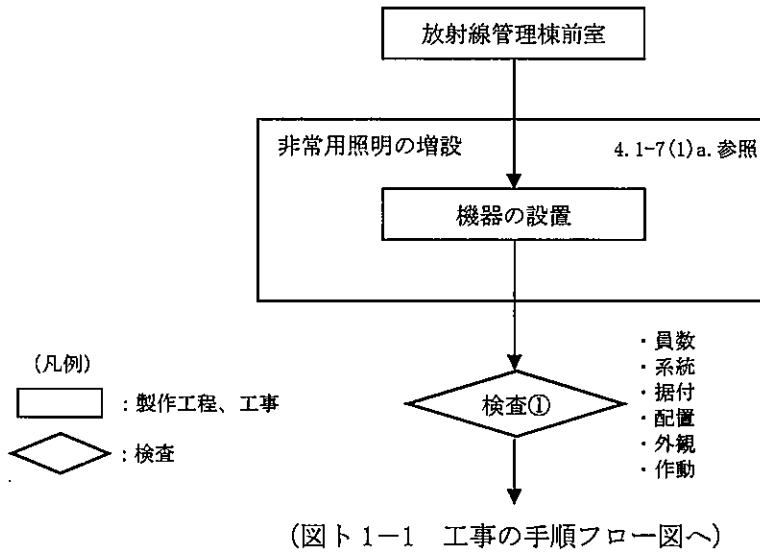 放射線管理棟前室
非常用照明の増設
4.1-7(1)a.参照
機器の設置
検査①
・員数
・系統
・据付
・配置
・外観
・作動
(凡例)
：製作工程、工事
：検査
(図ト1－1　工事の手順フロー図へ)